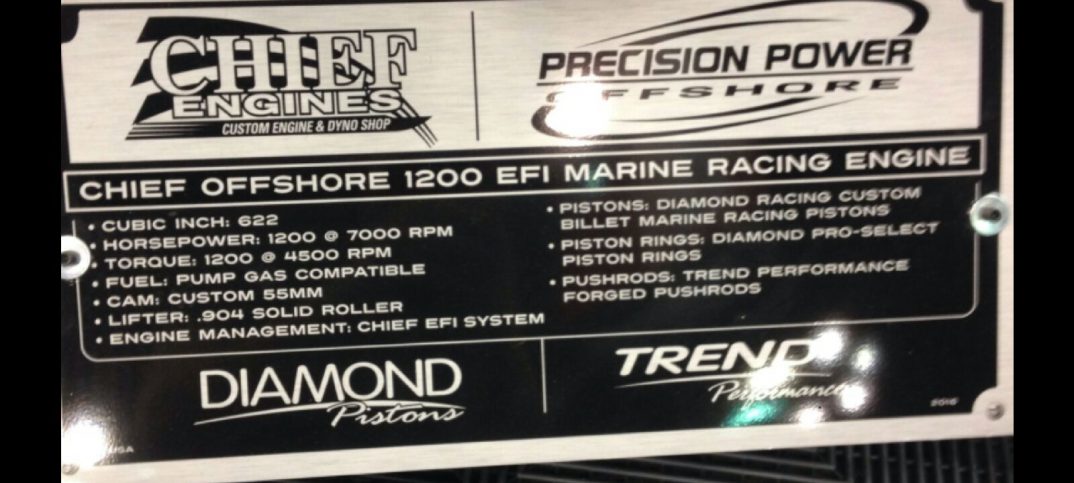 CHIEF
ENGINES
CUSTOM ENGINE & DYNO SHOP
PRECISION POWER
OFFSHORE
CHIEF OFFSHORE 1200 EFI MARINE RACING ENGINE
• CUBIC INCH: 622
• HORSEPOWER: 1200 @ 7000 RPM
• TORQUE: 1200 @ 4500 RPM
• FUEL: PUMP GAS COMPATIBLE
• CAM: CUSTOM 55MM
• LIFTER: .904 SOLID ROLLER
• ENGINE MANAGEMENT: CHIEF EFI SYSTEM
• PISTONS: DIAMOND RACING CUSTOM
BILLET MARINE RACING PISTONS
• PISTON RINGS: DIAMOND PRO-SELECT
PISTON RINGS
• PUSHRODS: TREND PERFORMANCE
FORGED PUSHRODS
DIAMOND
Pistons
TREND
Performance
USA